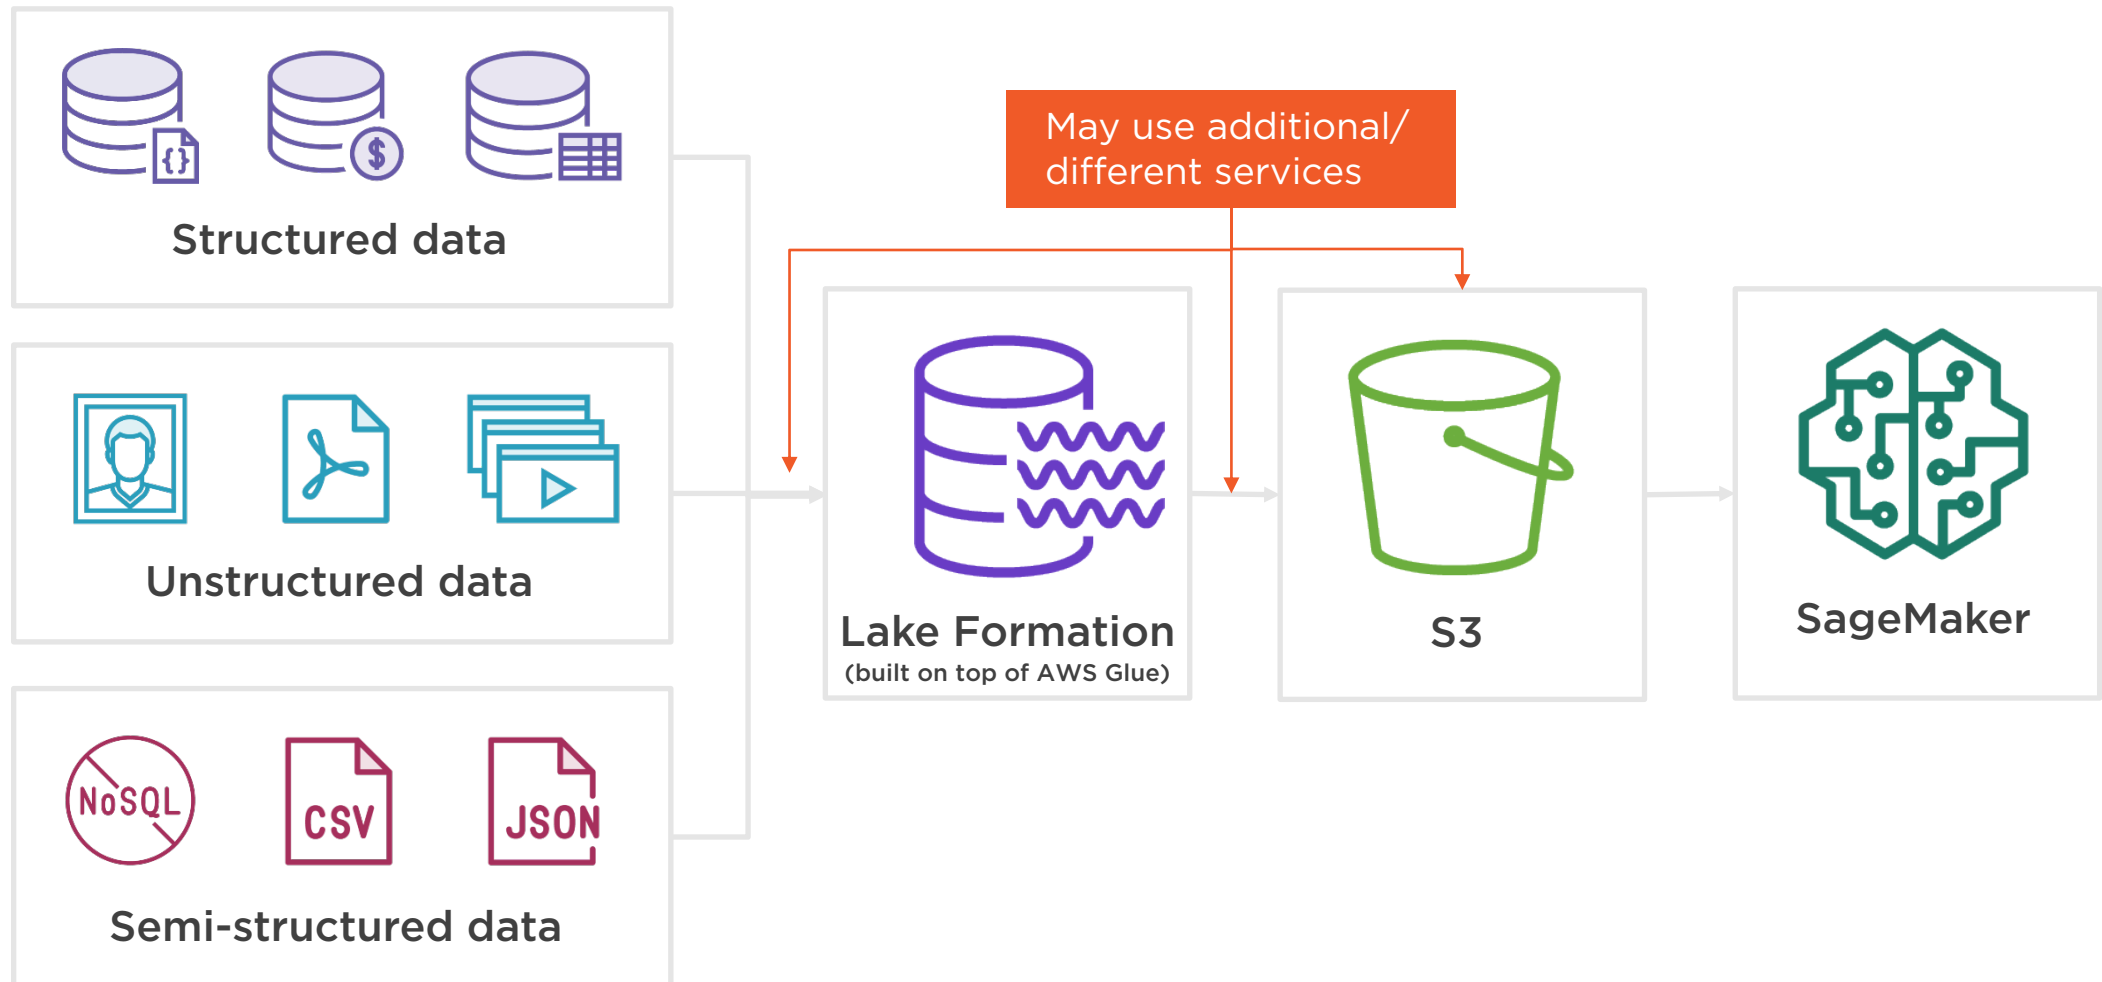 {}
$
Structured data
May use additional/
different services
Unstructured data
Lake Formation
(built on top of AWS Glue)
S3
SageMaker
NoSQL
CSV
JSON
Semi-structured data